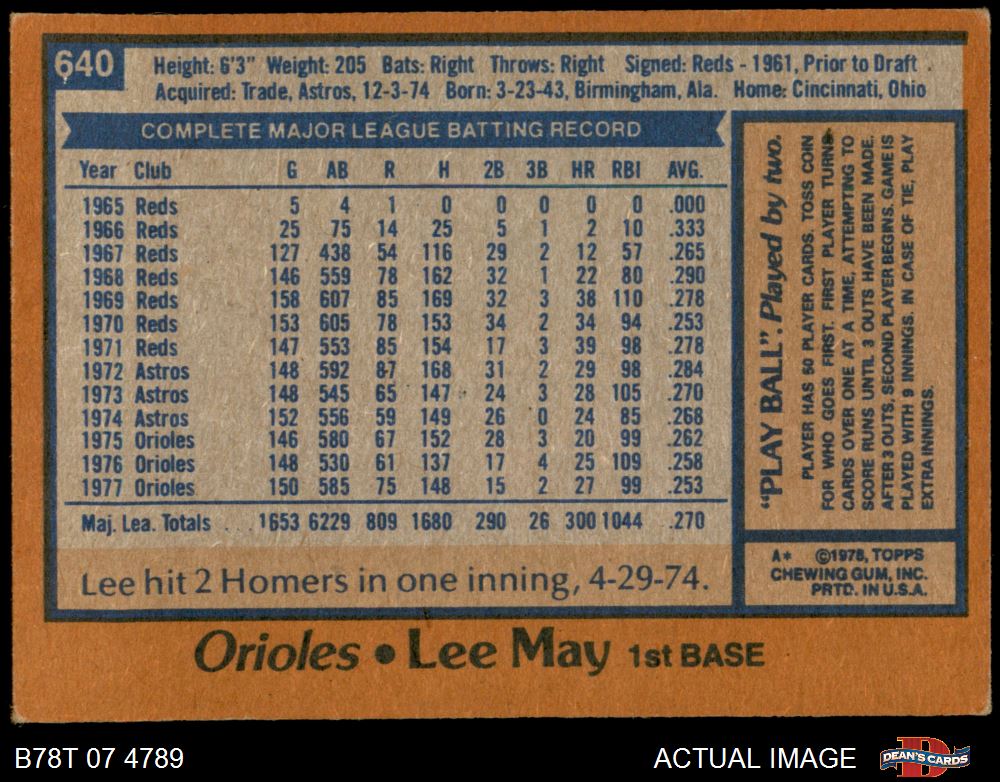 640
Height: 6'3" Weight: 205 Bats: Right Throws: Right Signed: Reds - 1961, Prior to Draft
Acquired: Trade, Astros, 12-3-74 Born: 3-23-43, Birmingham, Ala. Home: Cincinnati, Ohio
COMPLETE MAJOR LEAGUE BATTING RECORD
Year Club G AB R H 2B 3B HR RBI AVG.
1965 Reds 5 4 1 0 0 0 0 0 .000
1966 Reds 25 75 14 25 5 1 2 10 .333
1967 Reds 127 438 54 116 29 2 12 57 .265
1968 Reds 146 559 78 162 32 1 22 80 .290
1969 Reds 158 607 85 169 32 3 38 110 .278
1970 Reds 153 605 78 153 34 2 34 94 .253
1971 Reds 147 553 85 154 17 3 39 98 .278
1972 Astros 148 592 87 168 31 2 29 98 .284
1973 Astros 148 545 65 147 24 3 28 105 .270
1974 Astros 152 556 59 149 26 0 24 85 .268
1975 Orioles 146 580 67 152 28 3 20 99 .262
1976 Orioles 148 530 61 137 17 4 25 109 .258
1977 Orioles 150 585 75 148 15 2 27 99 .253
Maj. Lea. Totals . . . 1653 6229 809 1680 290 26 300 1044 .270
Lee hit 2 Homers in one inning, 4-29-74.
"PLAY BALL". Played by two.
PLAYER HAS 50 PLAYER CARDS. TOSS COIN
FOR WHO GOES FIRST. FIRST PLAYER TURNS
CARDS OVER ONE AT A TIME, ATTEMPTING TO
SCORE RUNS UNTIL 3 OUTS HAVE BEEN MADE.
AFTER 3 OUTS, SECOND PLAYER BEGINS. GAME IS
PLAYED WITH 9 INNINGS. IN CASE OF TIE, PLAY
EXTRA INNINGS.
A* ©1978, TOPPS
CHEWING GUM, INC.
PRTD. IN U.S.A.
Orioles • Lee May 1st BASE
B78T 07 4789
ACTUAL IMAGE
DEAN'S CARDS